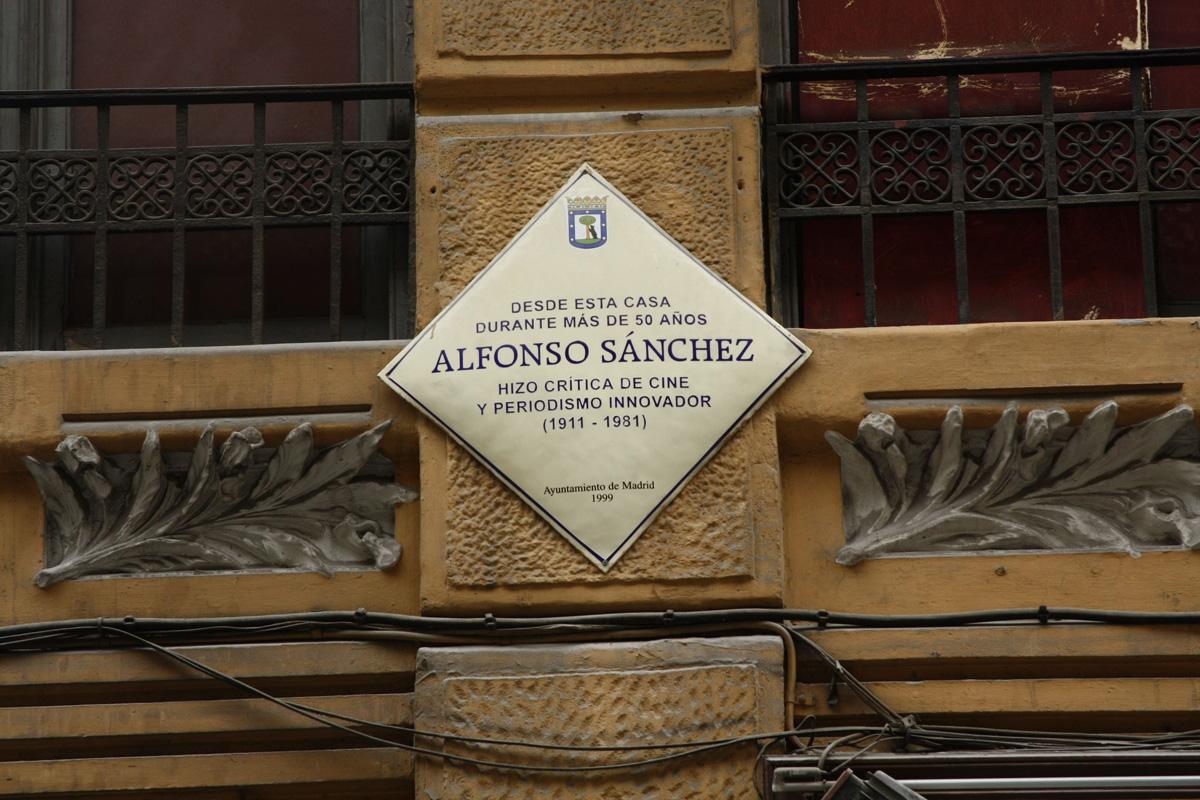 DESDE ESTA CASA
DURANTE MÁS DE 50 AÑOS
ALFONSO SÁNCHEZ
HIZO CRÍTICA DE CINE
Y PERIODISMO INNOVADOR
(1911 - 1981)
Ayuntamiento de Madrid
1999